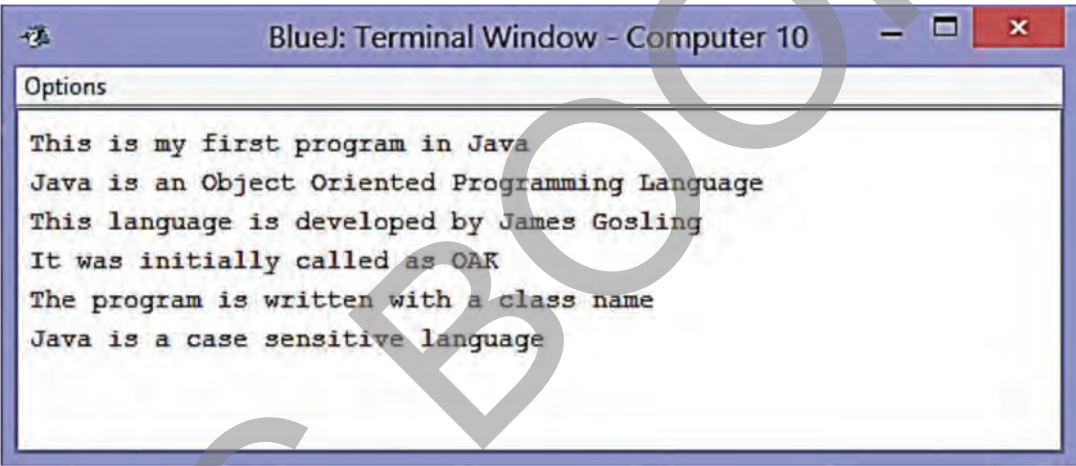 BlueJ: Terminal Window - Computer 10
Options
This is my first program in Java
Java is an Object Oriented Programming Language
This language is developed by James Gosling
It was initially called as OAK
The program is written with a class name
Java is a case sensitive language